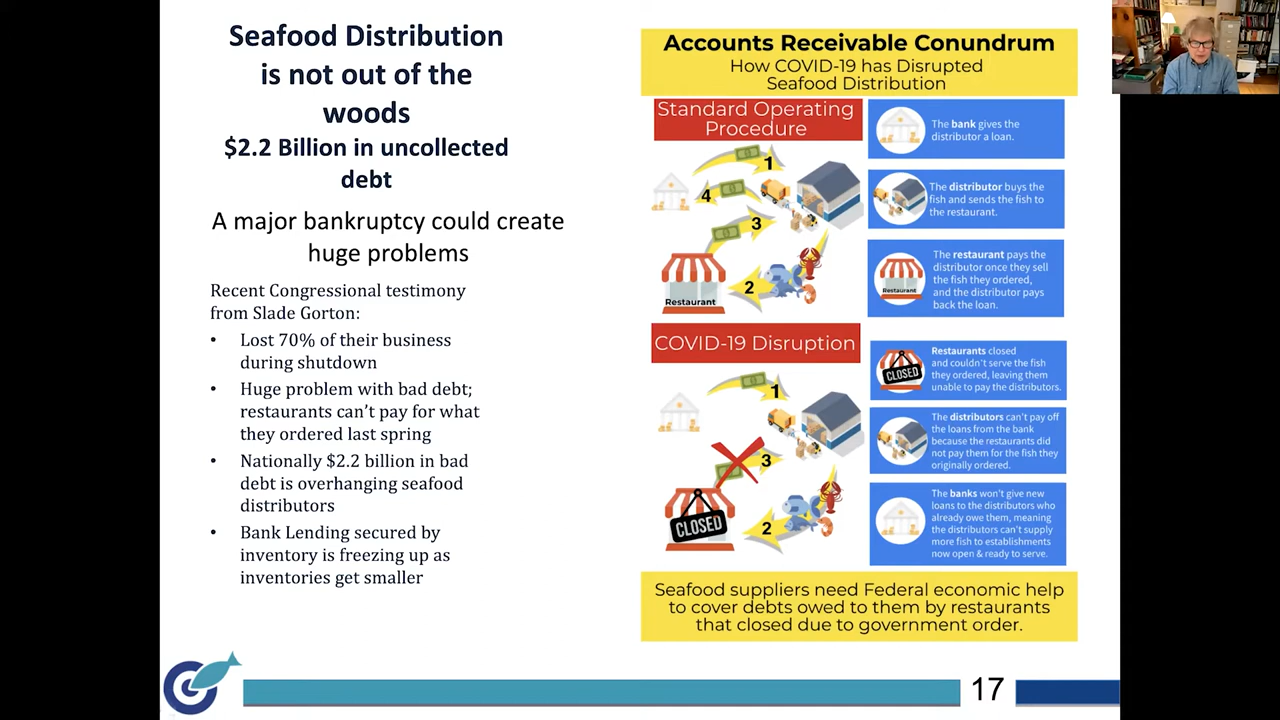 Seafood Distribution
is not out of the
woods
$2.2 Billion in uncollected
debt
A major bankruptcy could create
huge problems
Recent Congressional testimony
from Slade Gorton:
• Lost 70% of their business
during shutdown
• Huge problem with bad debt;
restaurants can’t pay for what
they ordered last spring
• Nationally $2.2 billion in bad
debt is overhanging seafood
distributors
• Bank Lending secured by
inventory is freezing up as
inventories get smaller
Accounts Receivable Conundrum
How COVID-19 has Disrupted
Seafood Distribution
Standard Operating
Procedure
1
4
3
2
Restaurant
The bank gives the
distributor a loan.
The distributor buys the
fish and sends the fish to
the restaurant.
Restaurant
The restaurant pays the
distributor once they sell
the fish they ordered,
and the distributor pays
back the loan.
COVID-19 Disruption
1
3
2
CLOSED
CLOSED
Restaurants closed
and couldn’t serve the fish
they ordered, leaving them
unable to pay the distributors.
The distributors can’t pay off
the loans from the bank
because the restaurants did
not pay them for the fish they
originally ordered.
The banks won’t give new
loans to the distributors who
already owe them, meaning
the distributors can’t supply
more fish to establishments
now open & ready to serve.
Seafood suppliers need Federal economic help
to cover debts owed to them by restaurants
that closed due to government order.
17